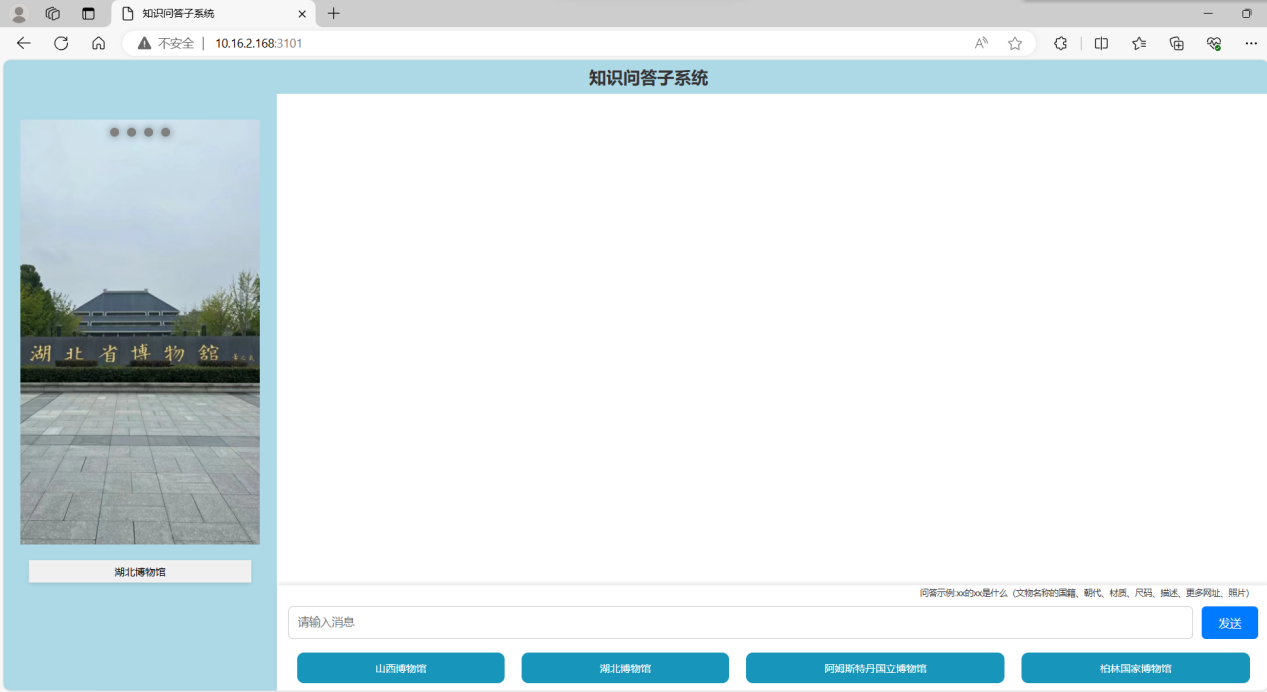 知识问答子系统
不安全 10.16.2.168:3101
知识问答子系统
湖北省博物館
湖北博物馆
问答示例:xx的xx是什么（文物名称的国籍、朝代、材质、尺码、描述、更多网址、照片）
请输入消息
发送
山西博物馆
湖北博物馆
阿姆斯特丹国立博物馆
柏林国家博物馆